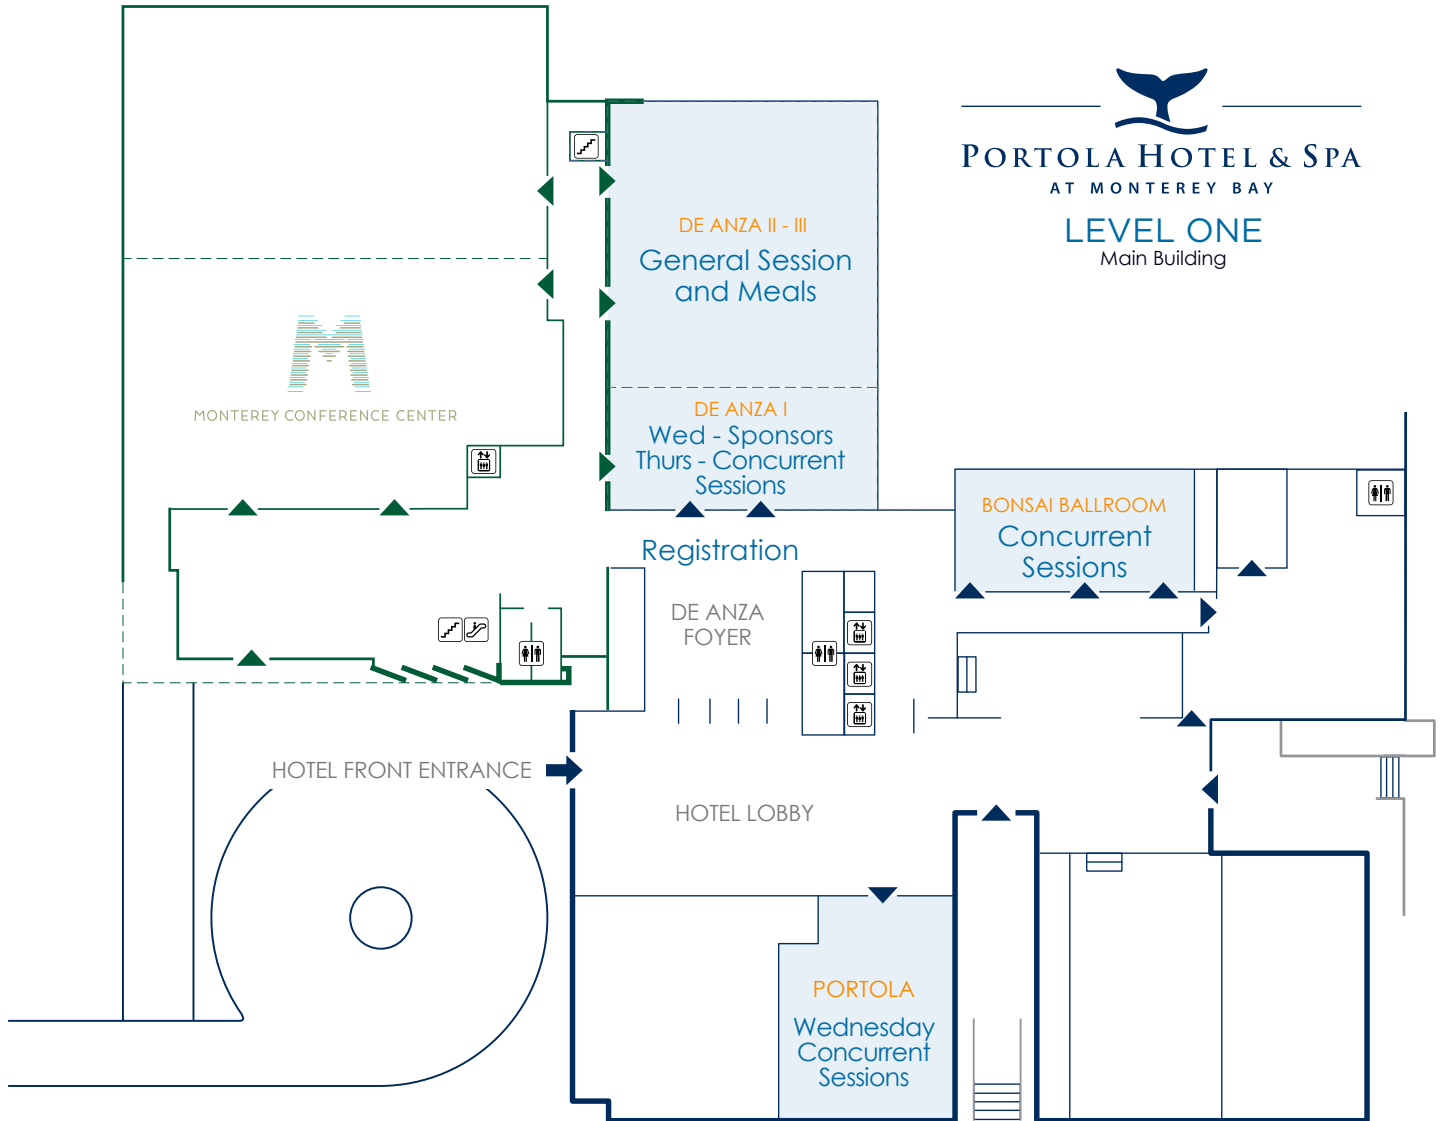 PORTOLA HOTEL & SPA
AT MONTEREY BAY
LEVEL ONE
Main Building
DE ANZA II - III
General Session
and Meals
MONTEREY CONFERENCE CENTER
DE ANZA I
Wed - Sponsors
Thurs - Concurrent
Sessions
BONSAI BALLROOM
Concurrent
Sessions
Registration
DE ANZA
FOYER
HOTEL FRONT ENTRANCE
HOTEL LOBBY
PORTOLA
Wednesday
Concurrent
Sessions